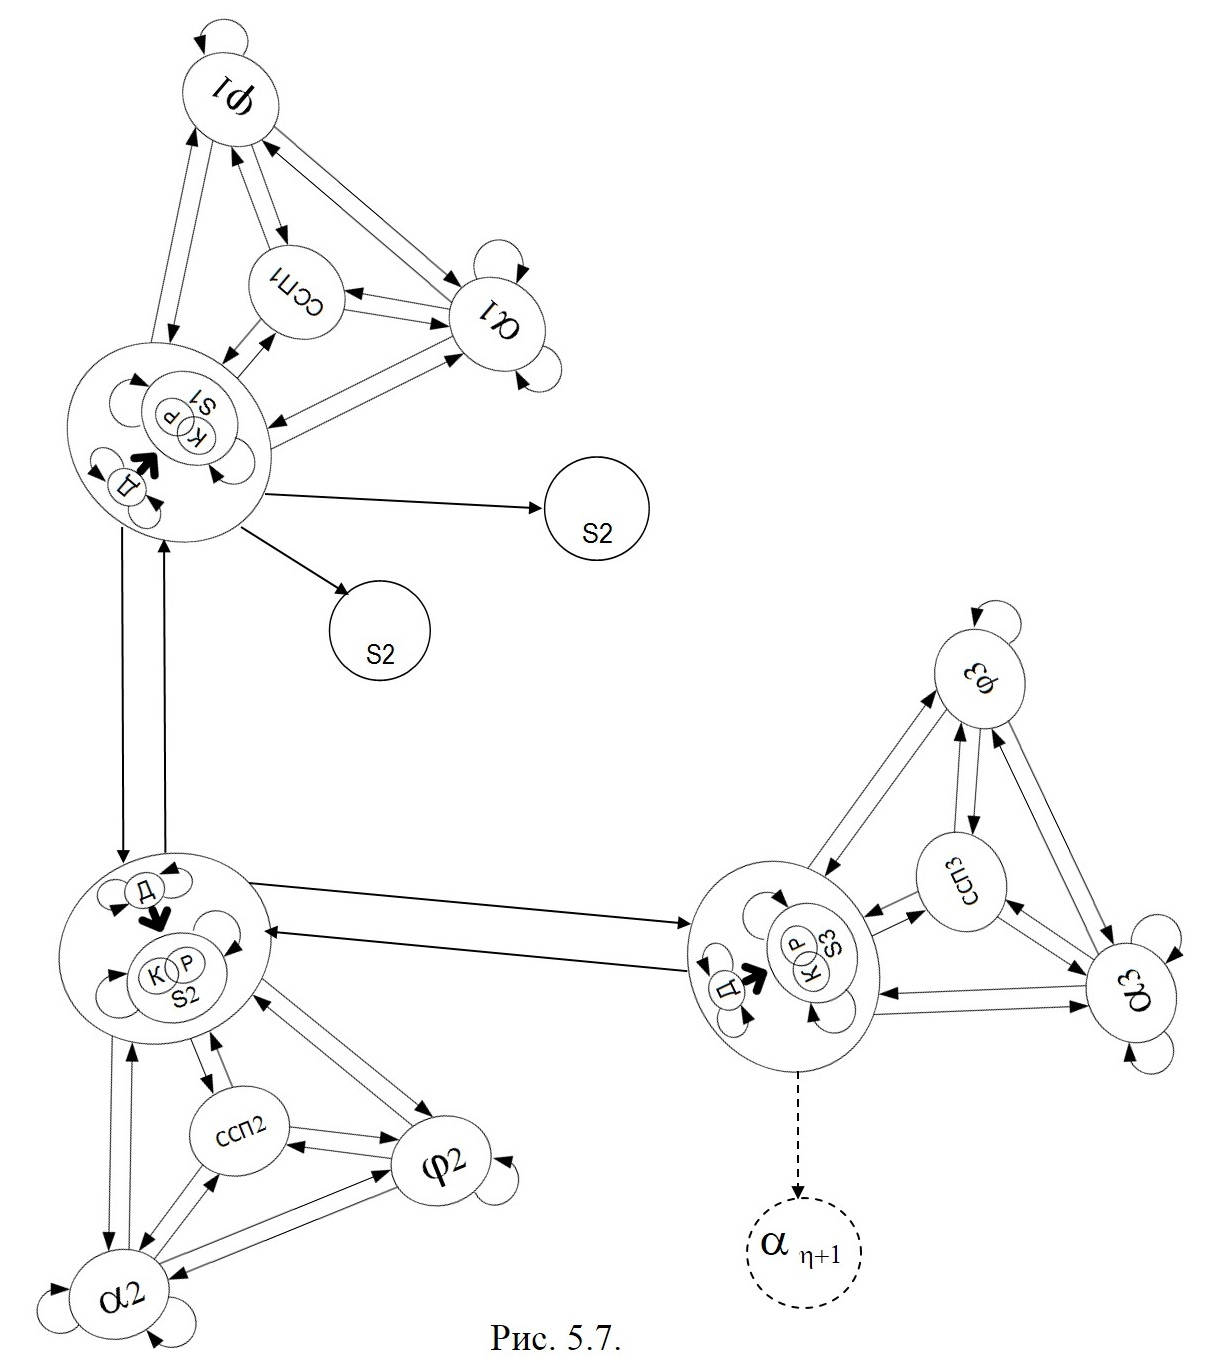 φ1
ССП1
α1
S1
Р
К
Д
S2
S2
φ3
Д
К Р
S2
ССП3
Р
S3
К
Д
α3
ССП2
φ2
α η+1
α2
Рис. 5.7.